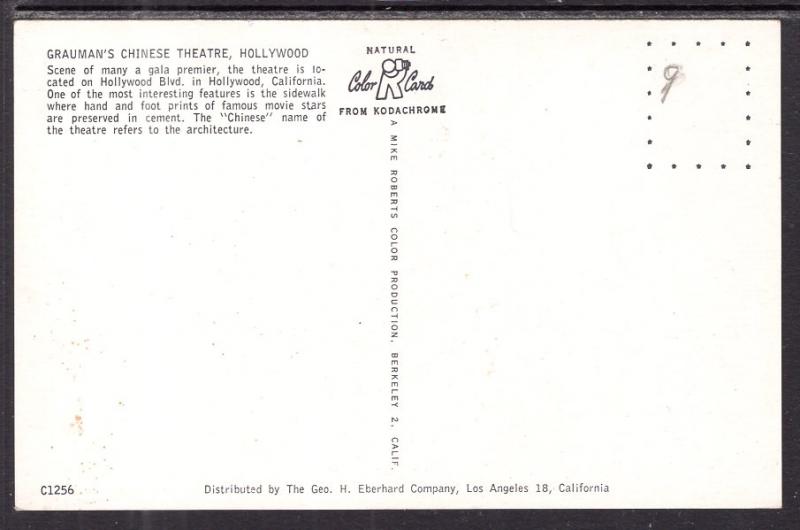 GRAUMAN'S CHINESE THEATRE, HOLLYWOOD
Scene of many a gala premier, the theatre is lo-
cated on Hollywood Blvd. in Hollywood, California.
One of the most interesting features is the sidewalk
where hand and foot prints of famous movie stars
are preserved in cement. The "Chinese" name of
the theatre refers to the architecture.
NATURAL
Color Card
FROM KODACHROME
A MIKE ROBERTS COLOR PRODUCTION, BERKELEY 2, CALIF.
C1256
Distributed by The Geo. H. Eberhard Company, Los Angeles 18, California